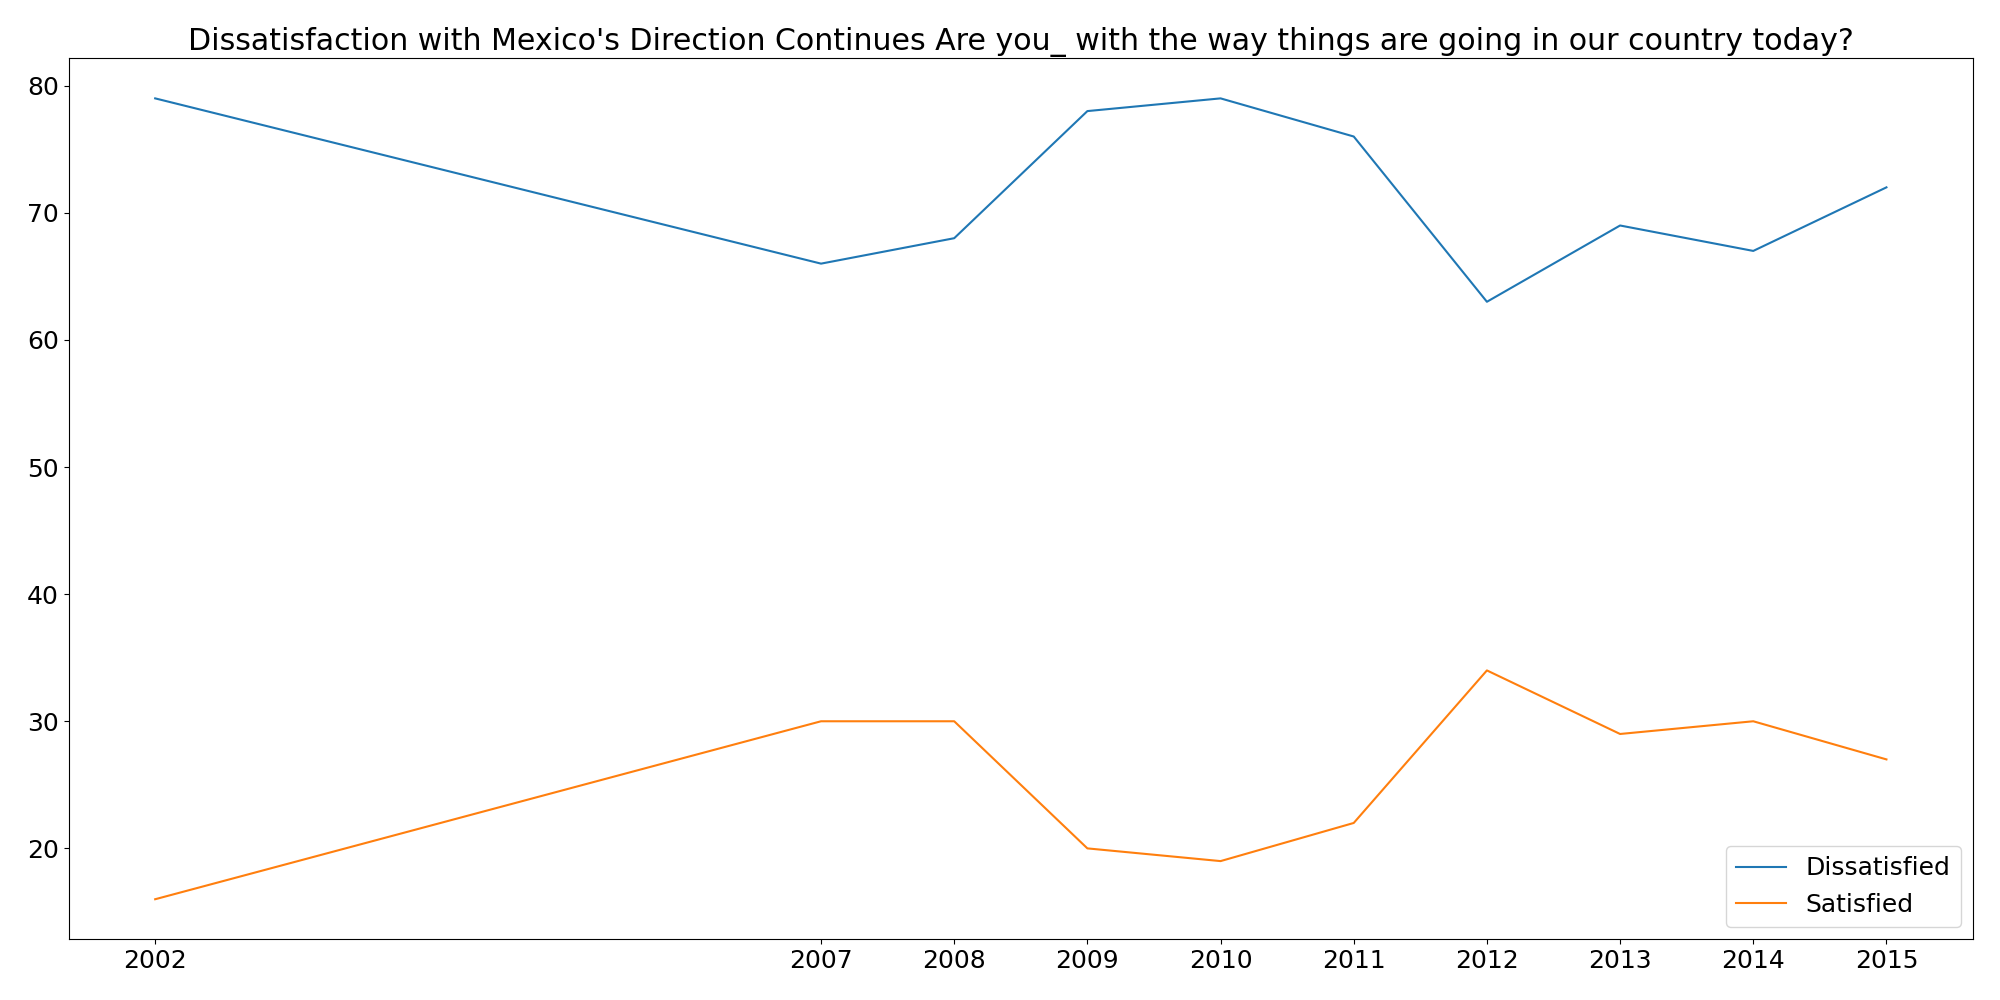 Dissatisfaction with Mexico's Direction Continues Are you_ with the way things are going in our country today?
80
70
60
50
40
30
20
Dissatisfied
Satisfied
2002 2007 2008 2009 2010 2011 2012 2013 2014 2015